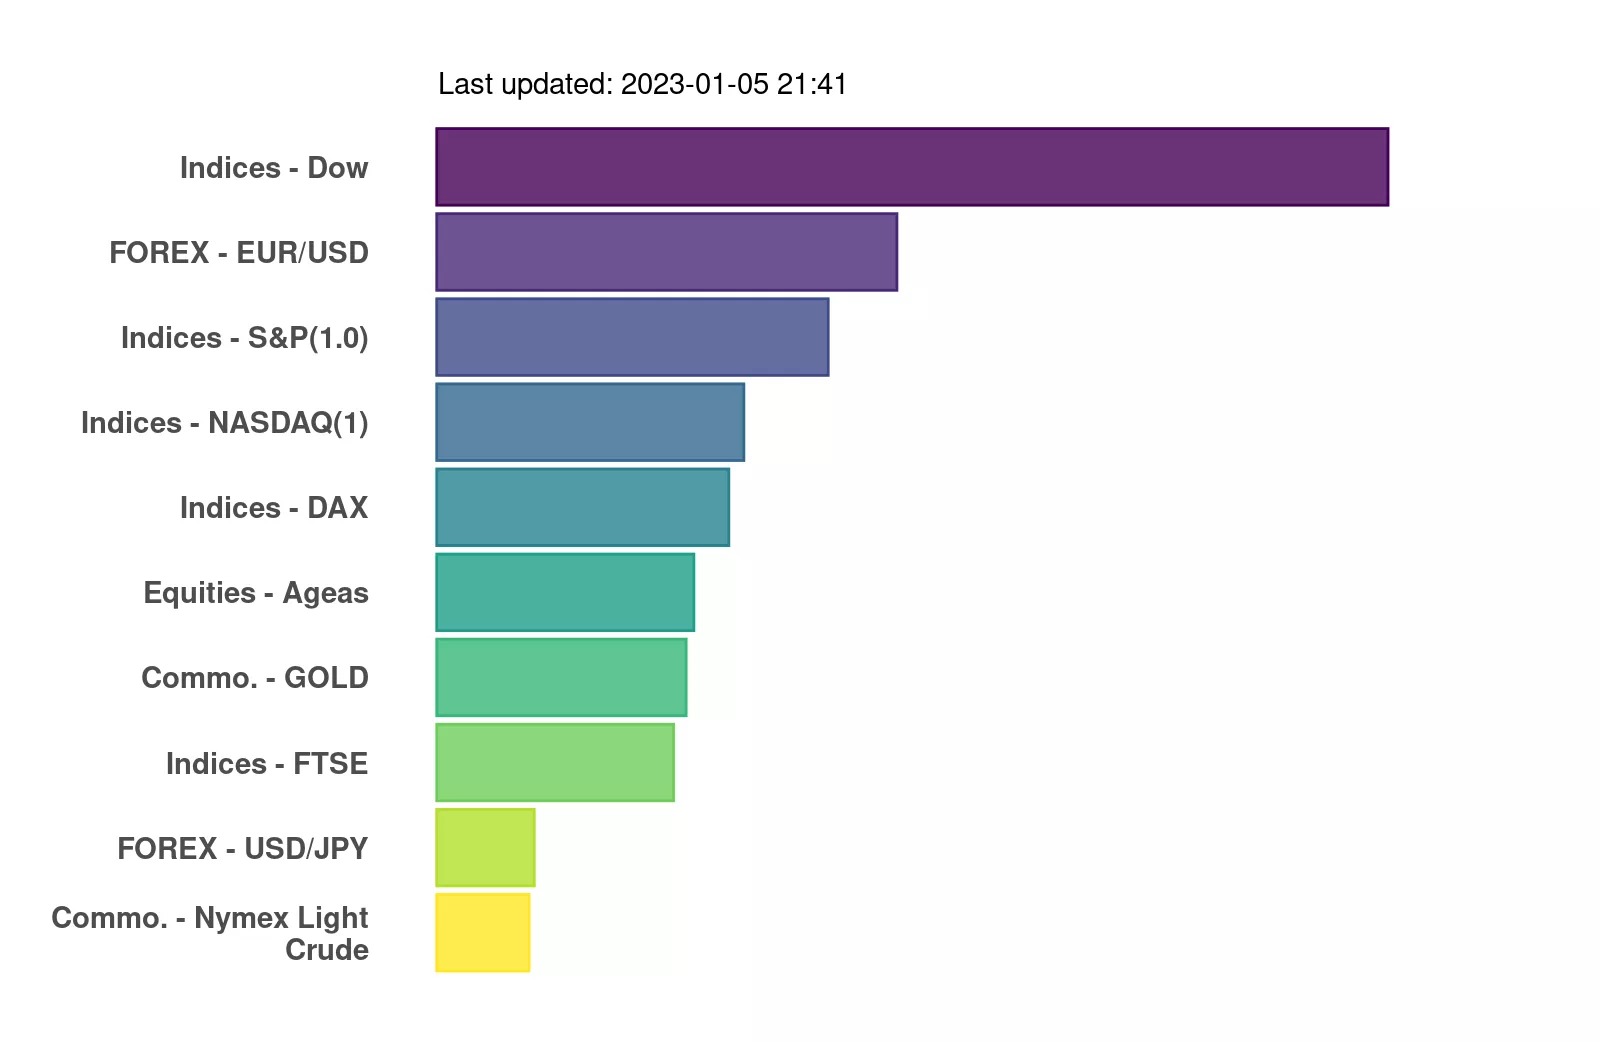 Last updated: 2023-01-05 21:41
Indices - Dow
FOREX - EUR/USD
Indices - S&P(1.0)
Indices - NASDAQ(1)
Indices - DAX
Equities - Ageas
Commo. - GOLD
Indices - FTSE
FOREX - USD/JPY
Commo. - Nymex Light
Crude